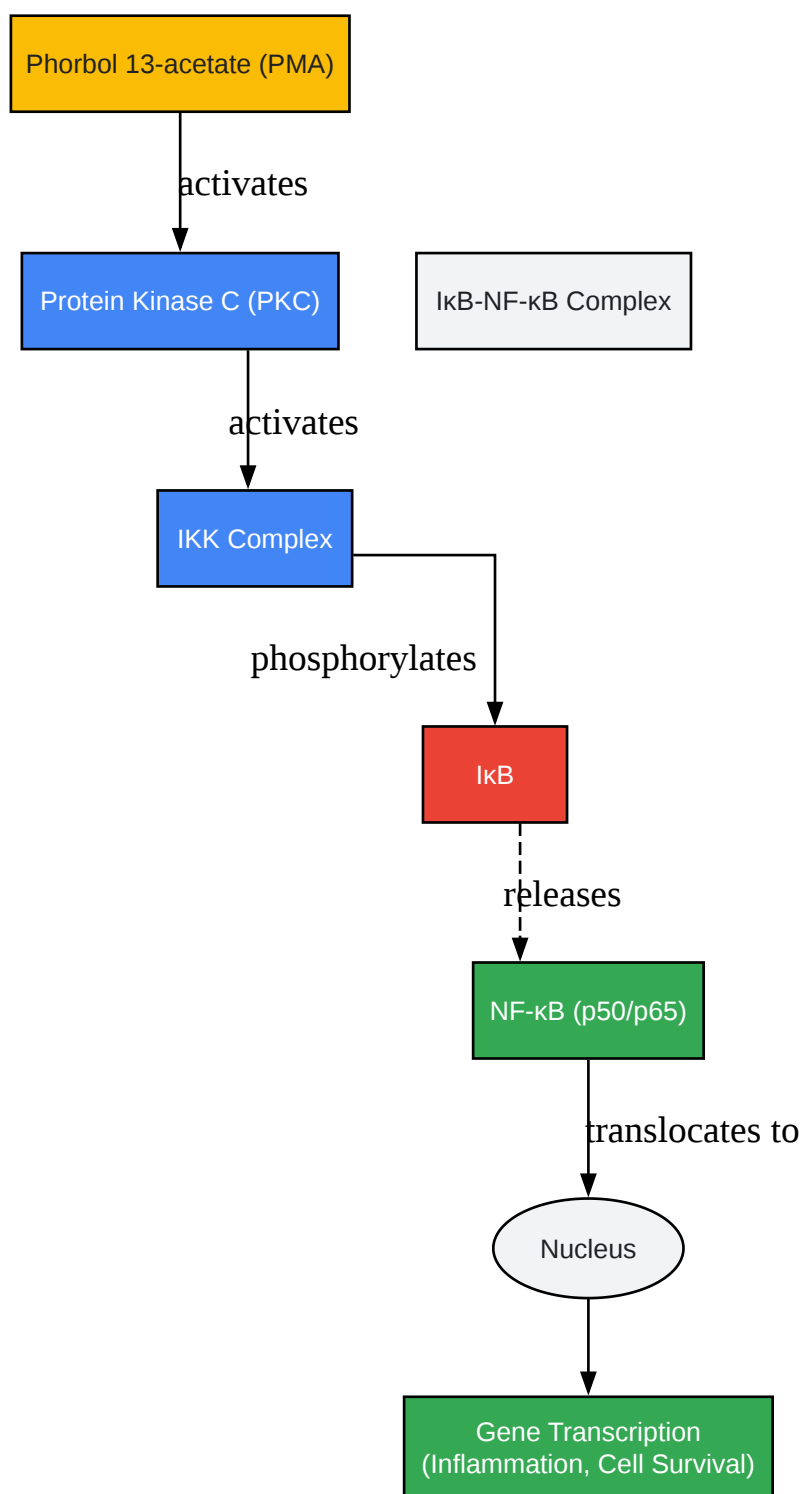 Phorbol 13-acetate (PMA)
activates
Protein Kinase C (PKC)
IκB-NF-κB Complex
activates
IKK Complex
phosphorylates
IκB
releases
NF-κB (p50/p65)
translocates to
Nucleus
Gene Transcription
(Inflammation, Cell Survival)